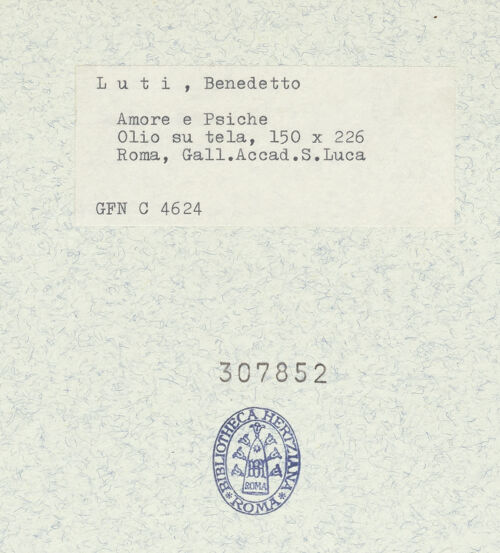 L u t i , Benedetto
Amore e Psiche
Olio su tela, 150 x 226
Roma, Gall.Accad.S.Luca
GFN C 4624
307852
BIBLIOTHECA HERTZIANA
ROMA
*ROMA*